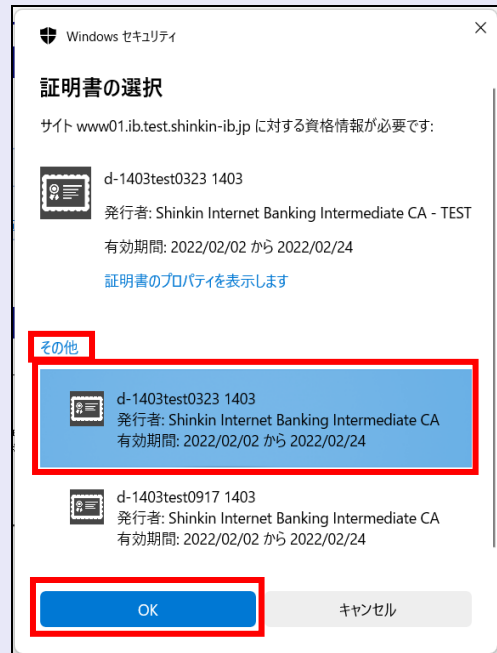 Windows セキュリティ
証明書の選択
サイト www01.ib.test.shinkin-ib.jp に対する資格情報が必要です:
d-1403test0323 1403
発行者: Shinkin Internet Banking Intermediate CA - TEST
有効期間: 2022/02/02 から 2022/02/24
証明書のプロパティを表示します
その他
d-1403test0323 1403
発行者: Shinkin Internet Banking Intermediate CA
有効期間: 2022/02/02 から 2022/02/24
d-1403test0917 1403
発行者: Shinkin Internet Banking Intermediate CA
有効期間: 2022/02/02 から 2022/02/24
OK
キャンセル